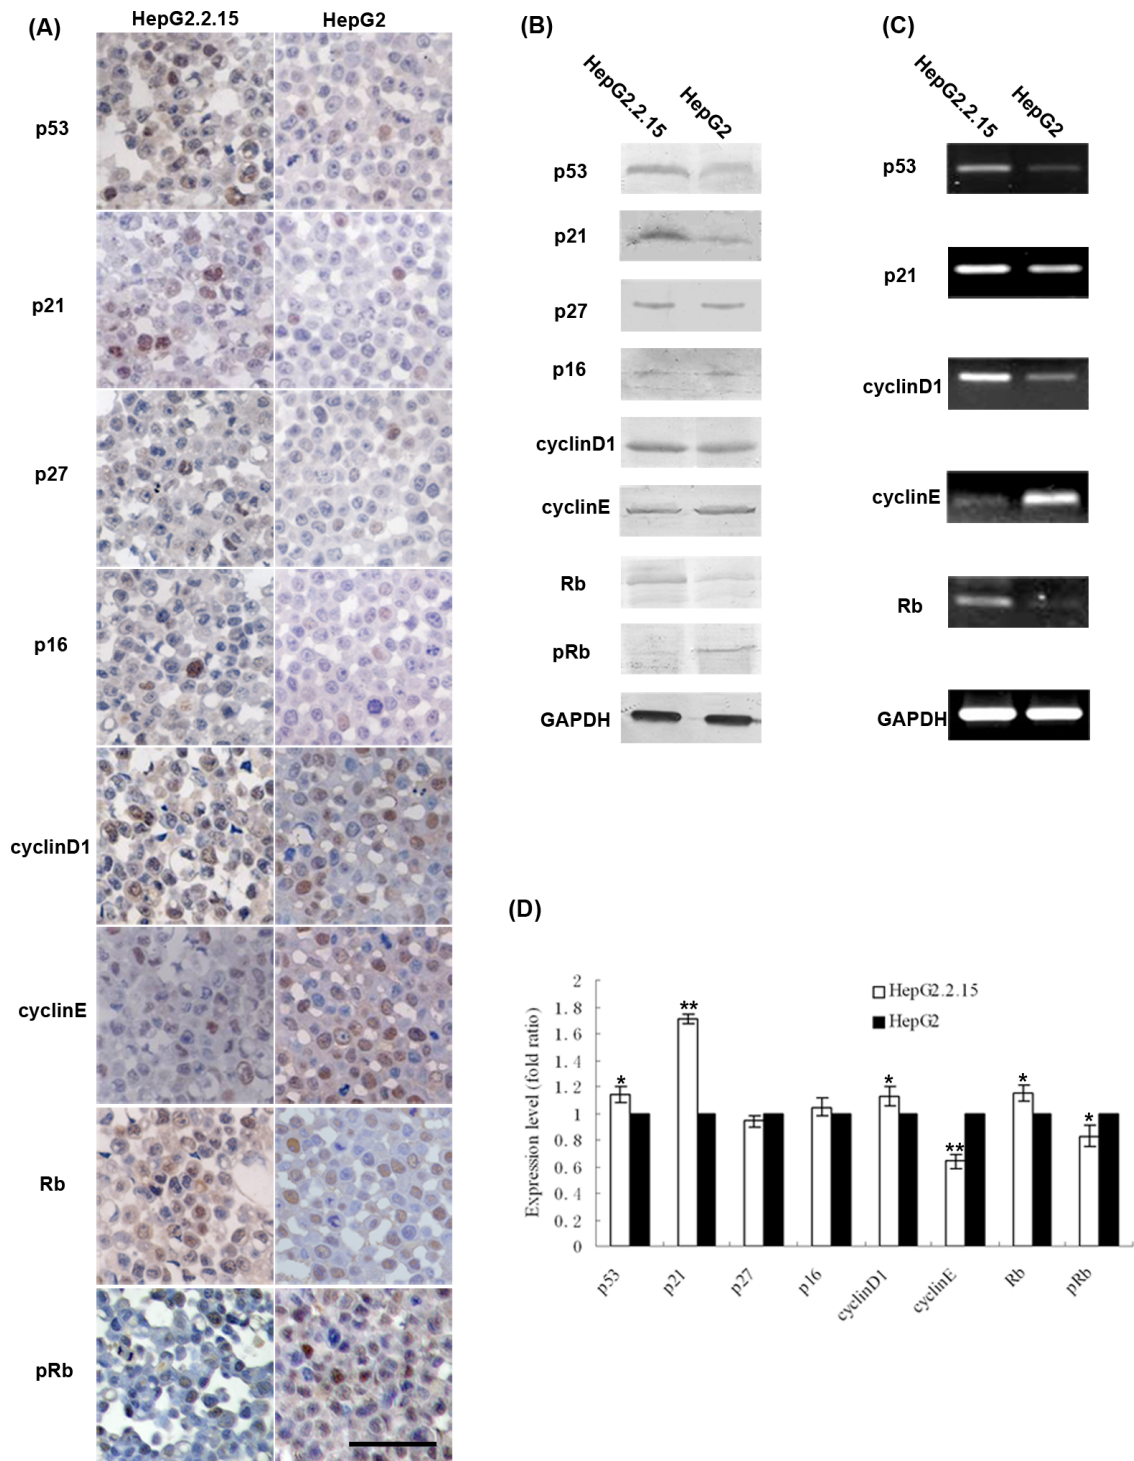 (A)
HepG2.2.15 HepG2
p53
p21
p27
p16
cyclinD1
cyclinE
Rb
pRb
(B)
HepG2.2.15 HepG2
p53
p21
p27
p16
cyclinD1
cyclinE
Rb
pRb
GAPDH
(C)
HepG2.2.15 HepG2
p53
p21
cyclinD1
cyclinE
Rb
GAPDH
(D)
Expression level (fold ratio)
2
1.8
1.6
1.4
1.2
1
0.8
0.6
0.4
0.2
0
HepG2.2.15
HepG2
* ** * ** * *
p53 p21 p27 p16 cyclinD1 cyclinE Rb pRb